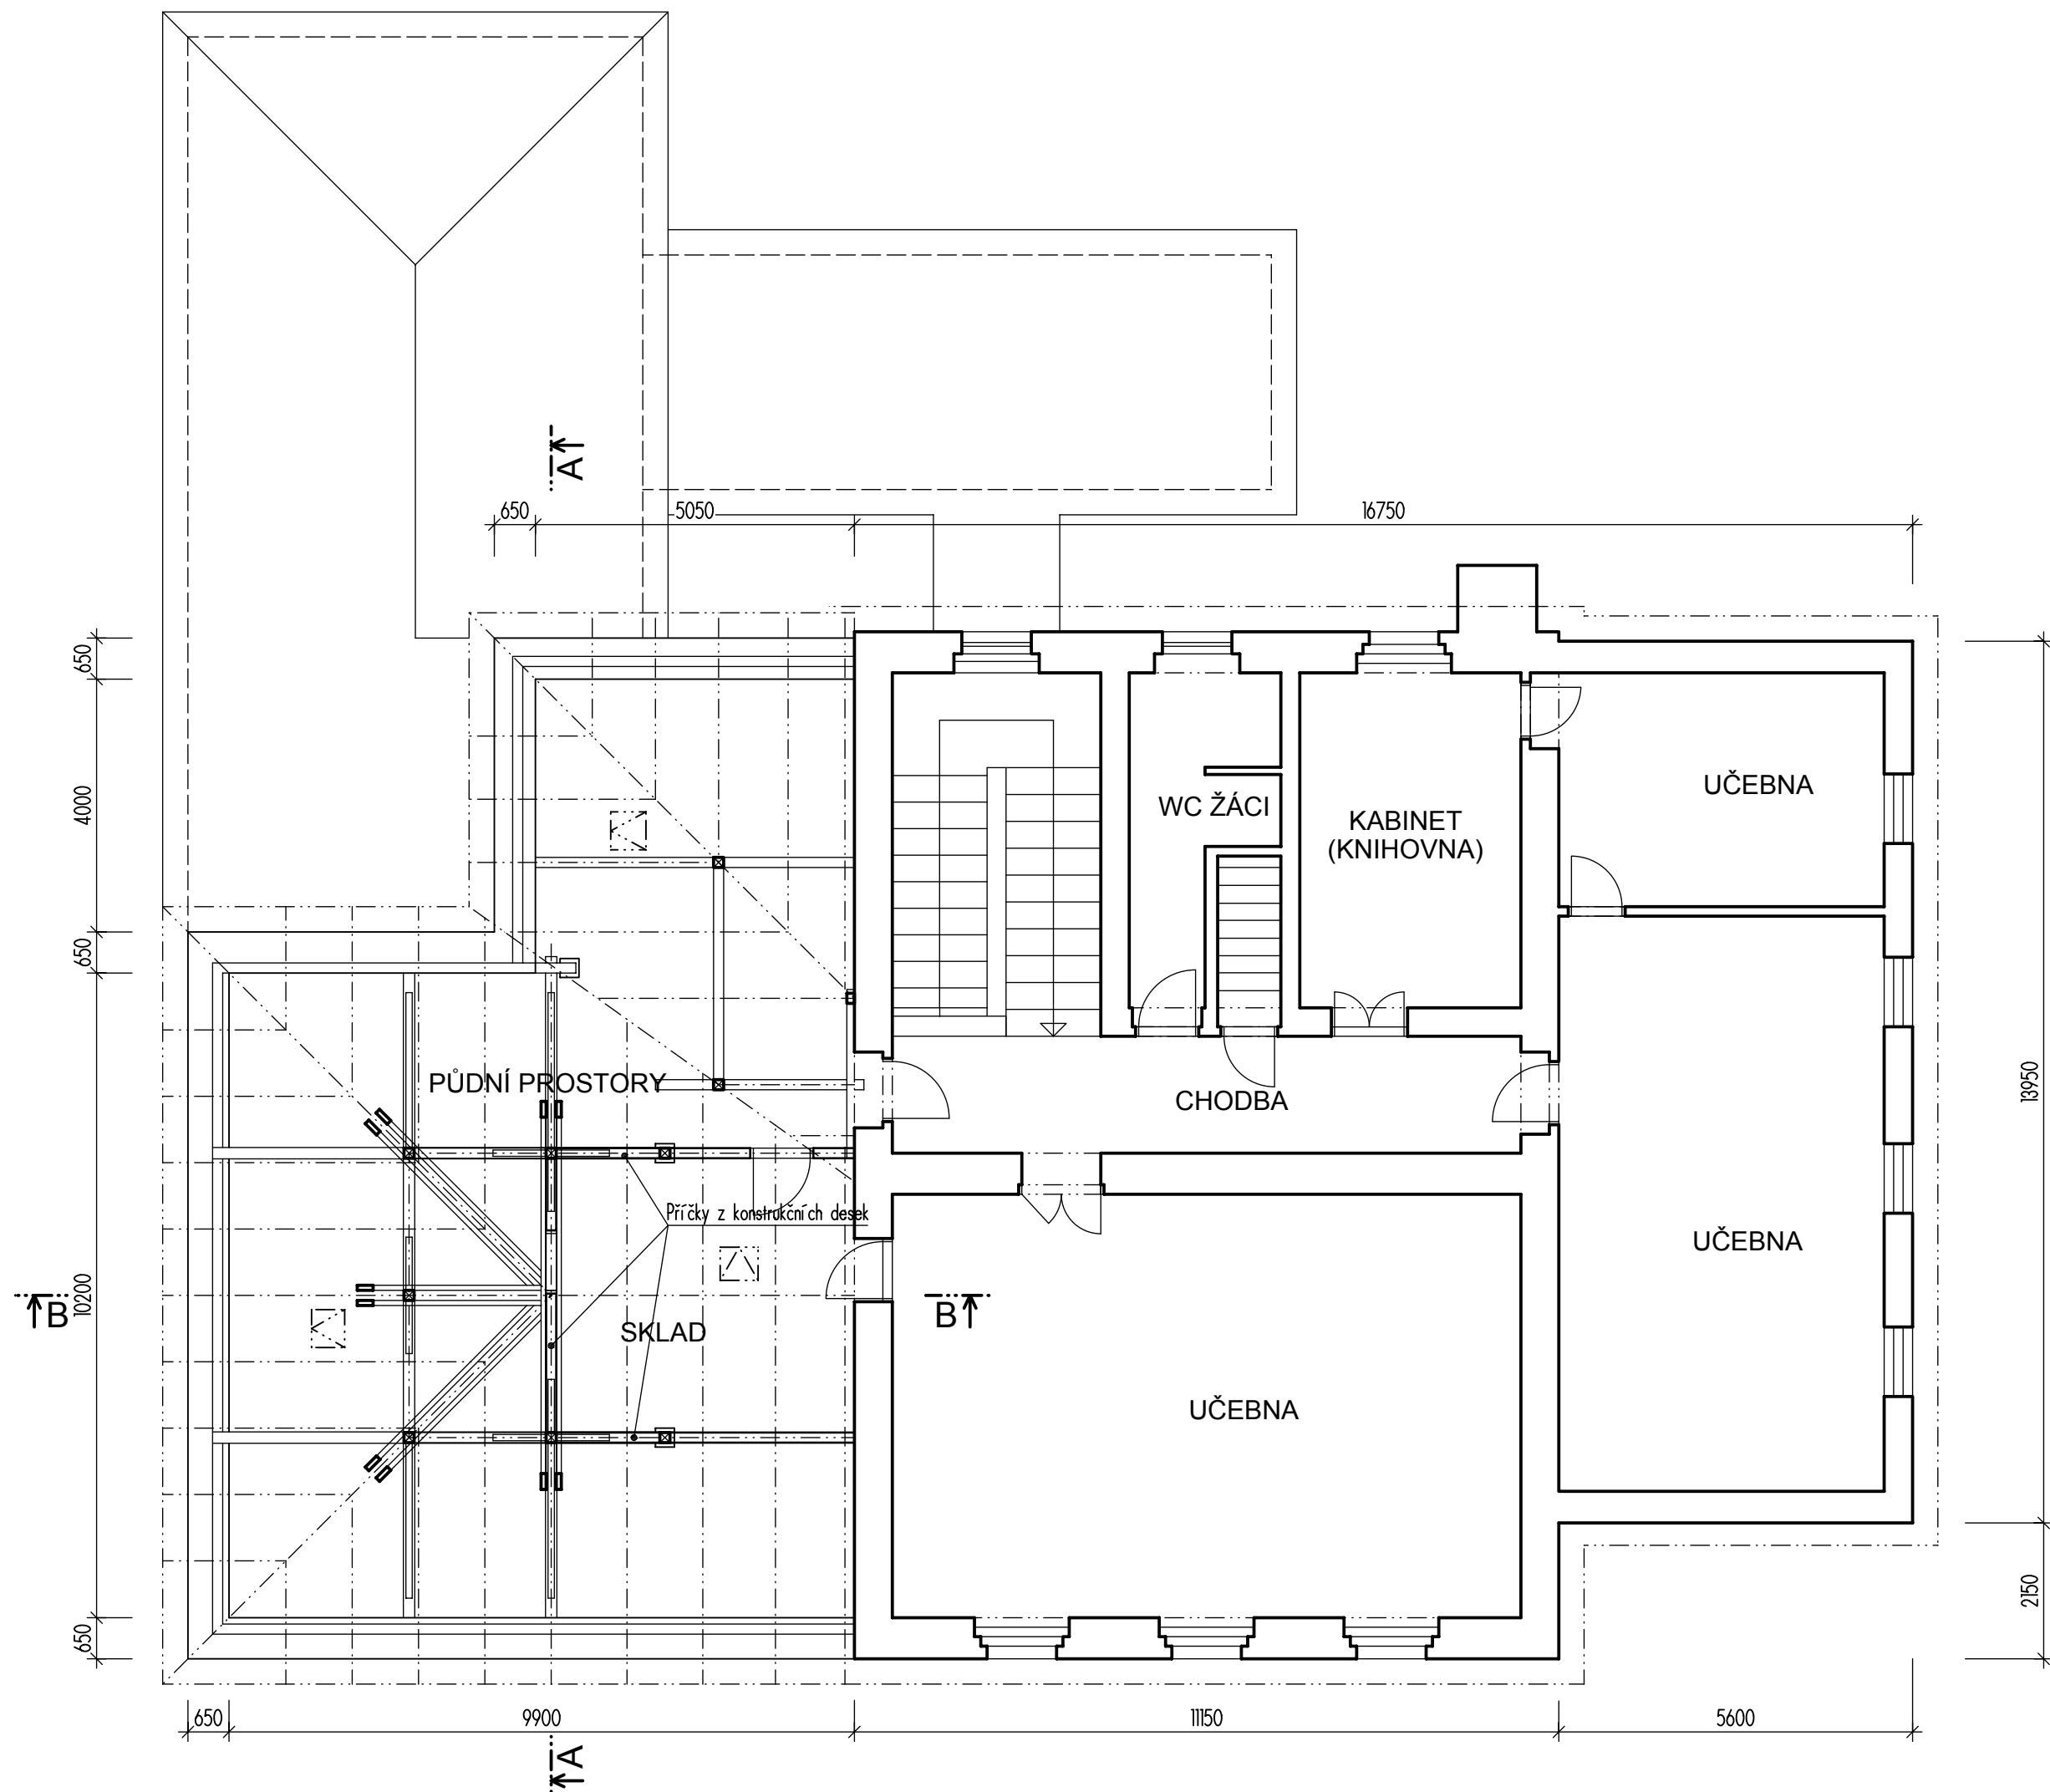 A
650
5050
16750
650
4000
650
10200
650
13950
2150
UČEBNA
WC ŽÁCI
KABINET
(KNIHOVNA)
PŮDNÍ PROSTORY
CHODBA
Příčky z konstrukčních desek
UČEBNA
B
B
SKLAD
UČEBNA
650
9900
11150
5600
A